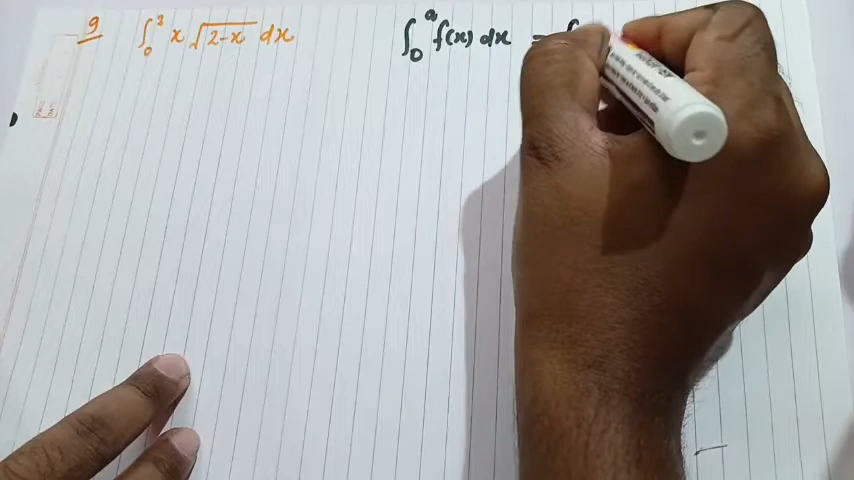 9 ∫₀² x √2-x dx ∫₀ᵃ f(x) dx = ∫